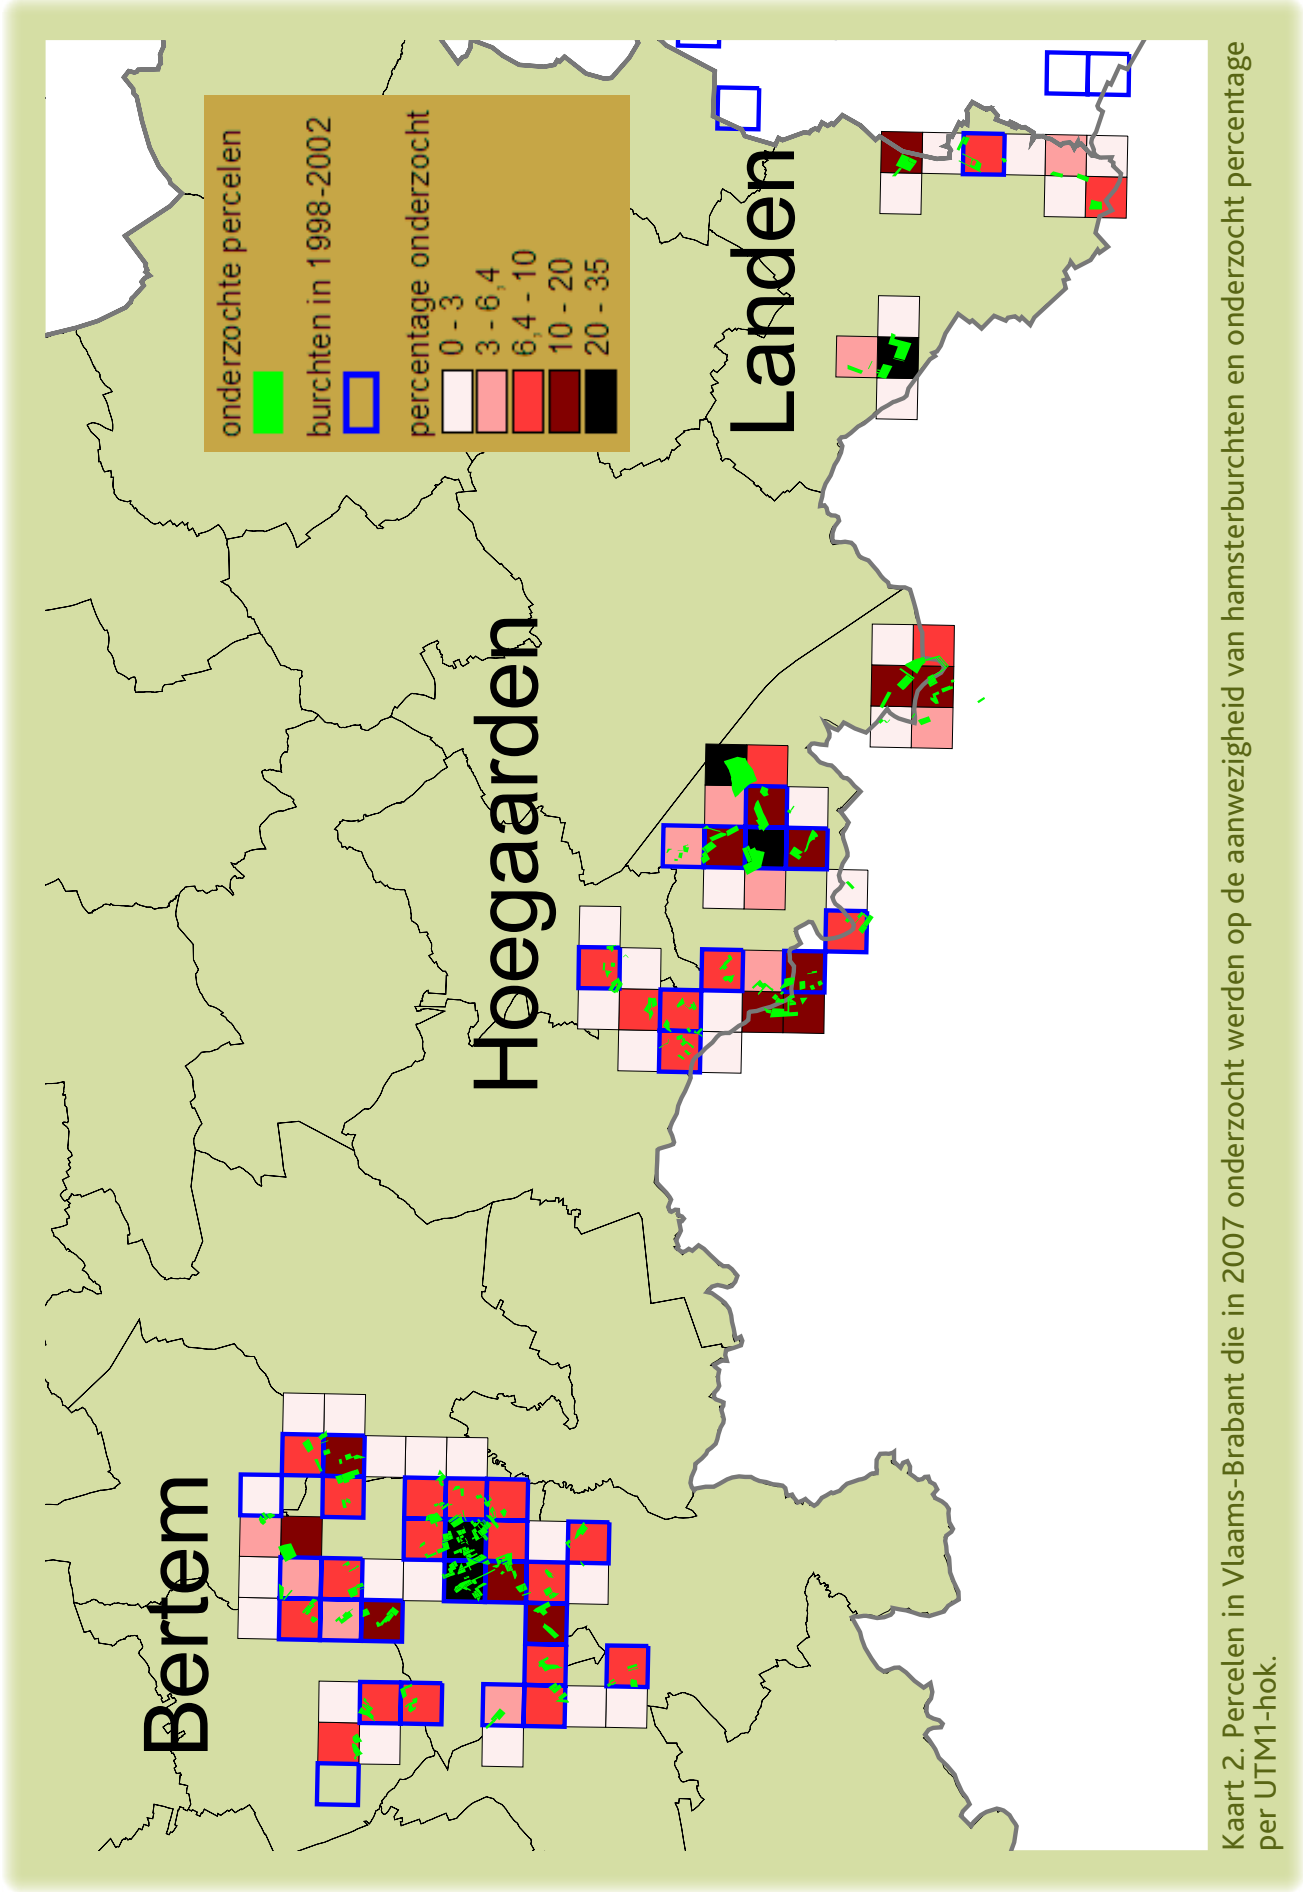 Bertem
Hoegaarden
Landen
onderzochte percelen
burchten in 1998-2002
percentage onderzocht
0 - 3
3 - 6,4
6,4 - 10
10 - 20
20 - 35
Kaart 2. Percelen in Vlaams-Brabant die in 2007 onderzocht werden op de aanwezigheid van hamsterburchten en onderzocht percentage
per UTM1-hok.